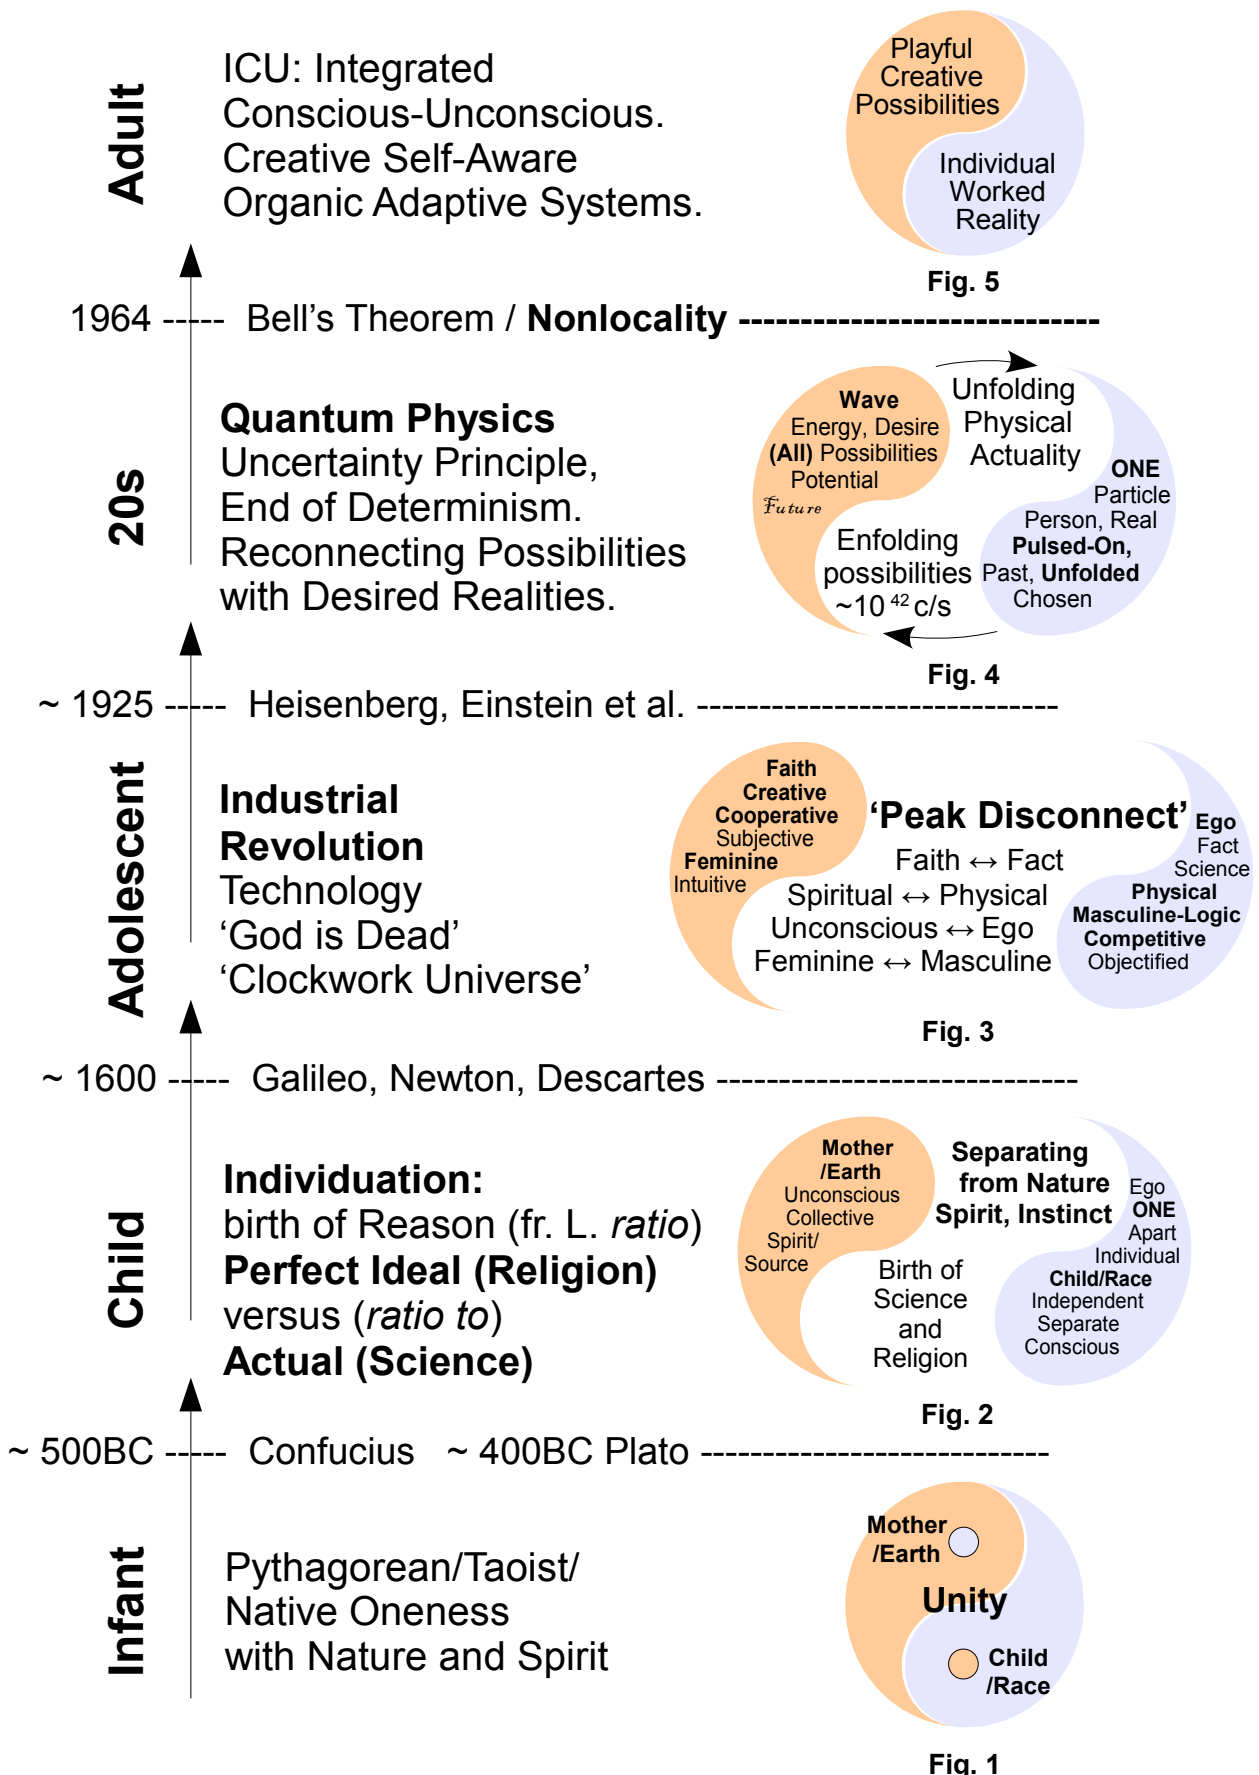 Adult
ICU: Integrated
Conscious-Unconscious.
Creative Self-Aware
Organic Adaptive Systems.
Playful
Creative
Possibilities
Individual
Worked
Reality
Fig. 5
1964 ----- Bell’s Theorem / Nonlocality ----------------------------
20s
Quantum Physics
Uncertainty Principle,
End of Determinism.
Reconnecting Possibilities
with Desired Realities.
Wave
Energy, Desire
(All) Possibilities
Potential
Future
Unfolding
Physical
Actuality
Enfolding
possibilities
~10 42 c/s
ONE
Particle
Person, Real
Pulsed-On,
Past, Unfolded
Chosen
Fig. 4
~ 1925 ----- Heisenberg, Einstein et al. ----------------------------
Adolescent
Industrial
Revolution
Technology
‘God is Dead’
‘Clockwork Universe’
Faith
Creative
Cooperative
Subjective
Feminine
Intuitive
‘Peak Disconnect’
Faith ↔ Fact
Spiritual ↔ Physical
Unconscious ↔ Ego
Feminine ↔ Masculine
Ego
Fact
Science
Physical
Masculine-Logic
Competitive
Objectified
Fig. 3
~ 1600 ----- Galileo, Newton, Descartes ----------------------------
Child
Individuation:
birth of Reason (fr. L. ratio)
Perfect Ideal (Religion)
versus (ratio to)
Actual (Science)
Mother
/Earth
Unconscious
Collective
Spirit/
Source
Separating
from Nature
Spirit, Instinct
Birth of
Science
and
Religion
Ego
ONE
Apart
Individual
Child/Race
Independent
Separate
Conscious
Fig. 2
~ 500BC ----- Confucius ~ 400BC Plato ---------------------------
Infant
Pythagorean/Taoist/
Native Oneness
with Nature and Spirit
Mother
/Earth
Unity
Child
/Race
Fig. 1